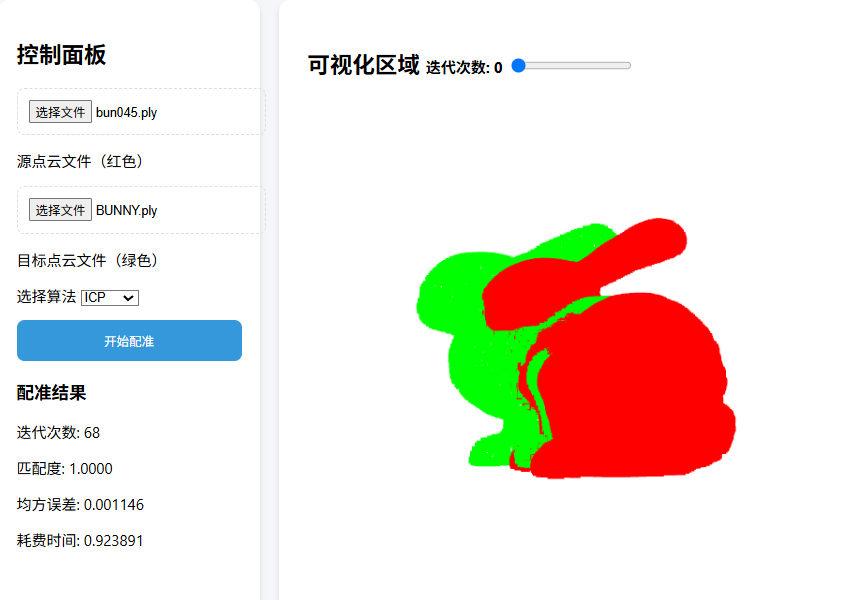 控制面板
选择文件 bun045.ply
源点云文件（红色）
选择文件 BUNNY.ply
目标点云文件（绿色）
选择算法 ICP
开始配准
配准结果
迭代次数: 68
匹配度: 1.0000
均方误差: 0.001146
耗费时间: 0.923891
可视化区域 迭代次数: 0